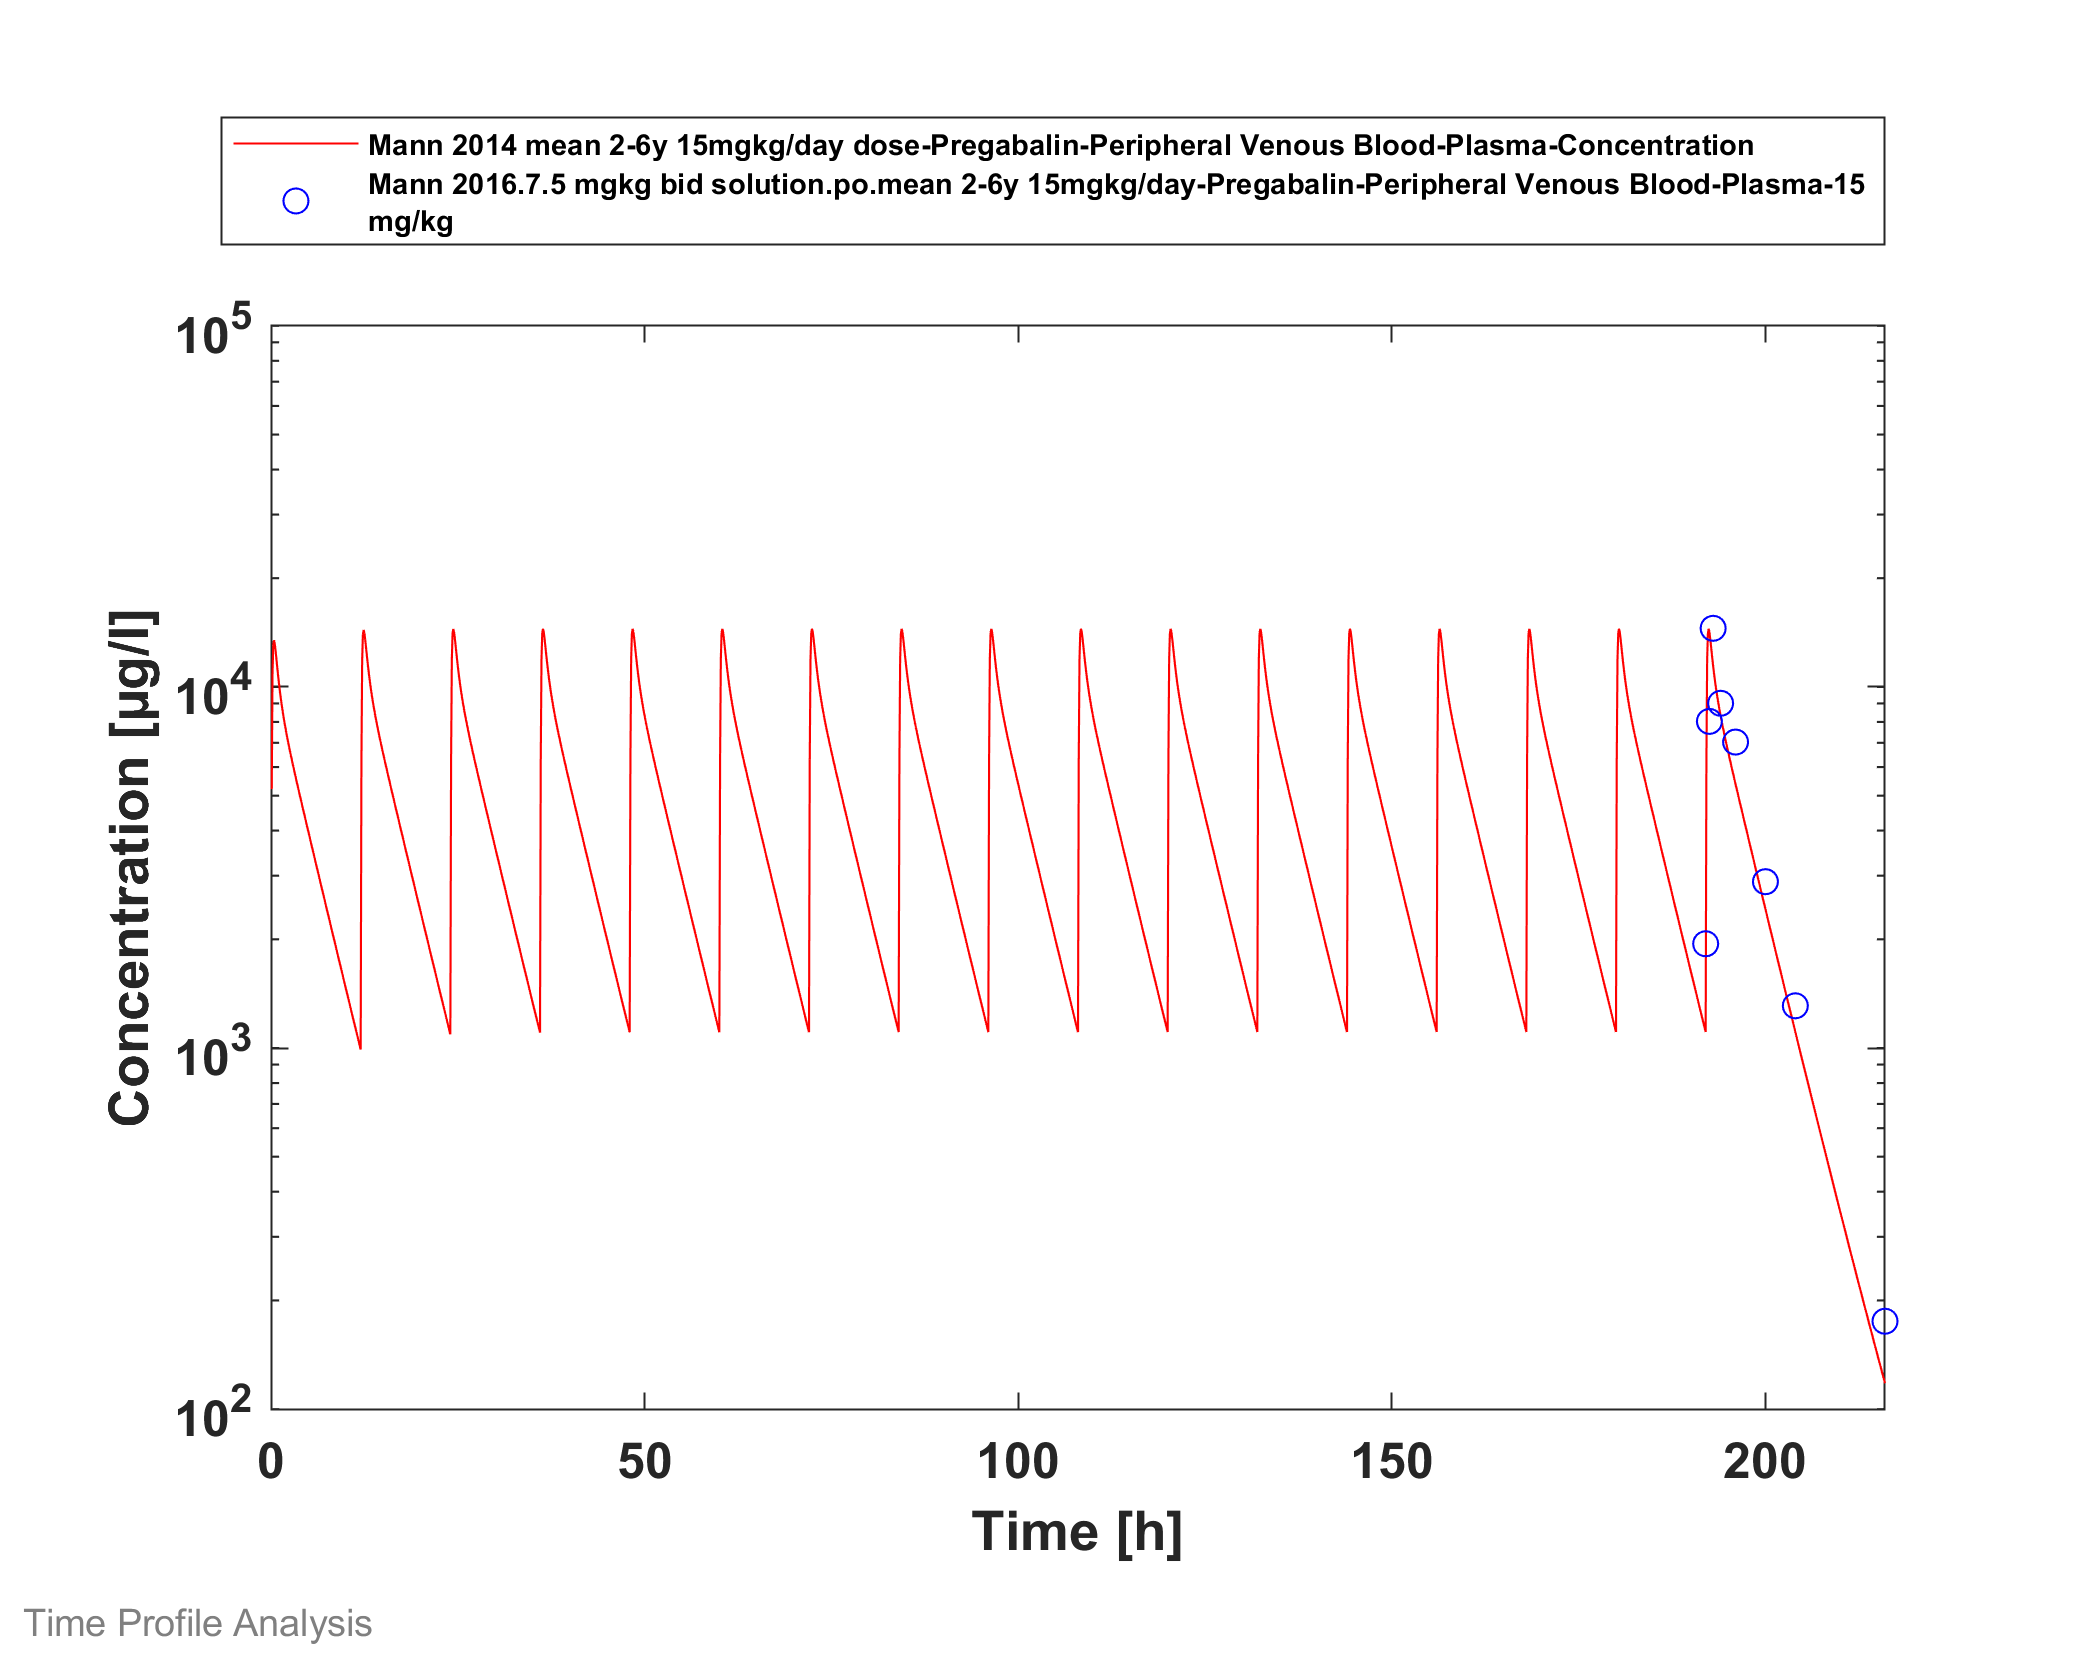 Mann 2014 mean 2-6y 15mgkg/day dose-Pregabalin-Peripheral Venous Blood-Plasma-Concentration
Mann 2016.7.5 mgkg bid solution.po.mean 2-6y 15mgkg/day-Pregabalin-Peripheral Venous Blood-Plasma-15
mg/kg
10^5
10^4
10^3
10^2
Concentration [µg/l]
0 50 100 150 200
Time [h]
Time Profile Analysis